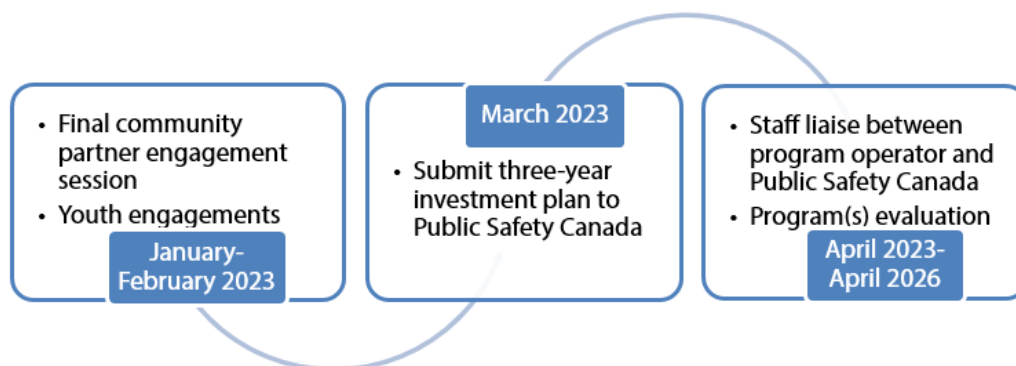 • Final community
partner engagement
session
• Youth engagements
January-
February 2023
March 2023
• Submit three-year
investment plan to
Public Safety Canada
• Staff liaise between
program operator and
Public Safety Canada
• Program(s) evaluation
April 2023-
April 2026